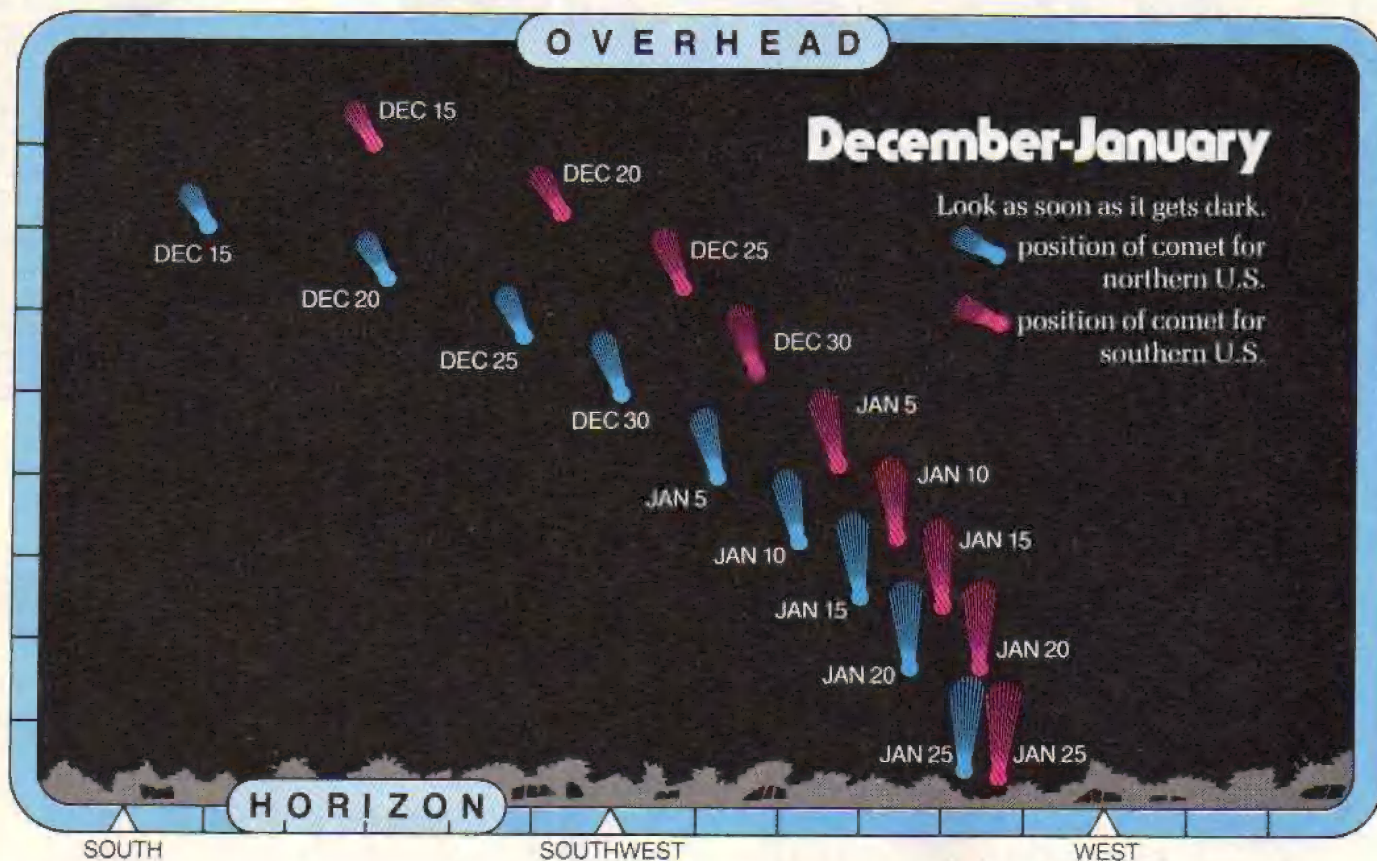 OVERHEAD
December-January
Look as soon as it gets dark.
position of comet for
northern U.S.
position of comet for
southern U.S.
DEC 15
DEC 20
DEC 25
DEC 30
JAN 5
JAN 10
JAN 15
JAN 20
JAN 25
DEC 15
DEC 20
DEC 25
DEC 30
JAN 5
JAN 10
JAN 15
JAN 20
JAN 25
HORIZON
SOUTH
SOUTHWEST
WEST